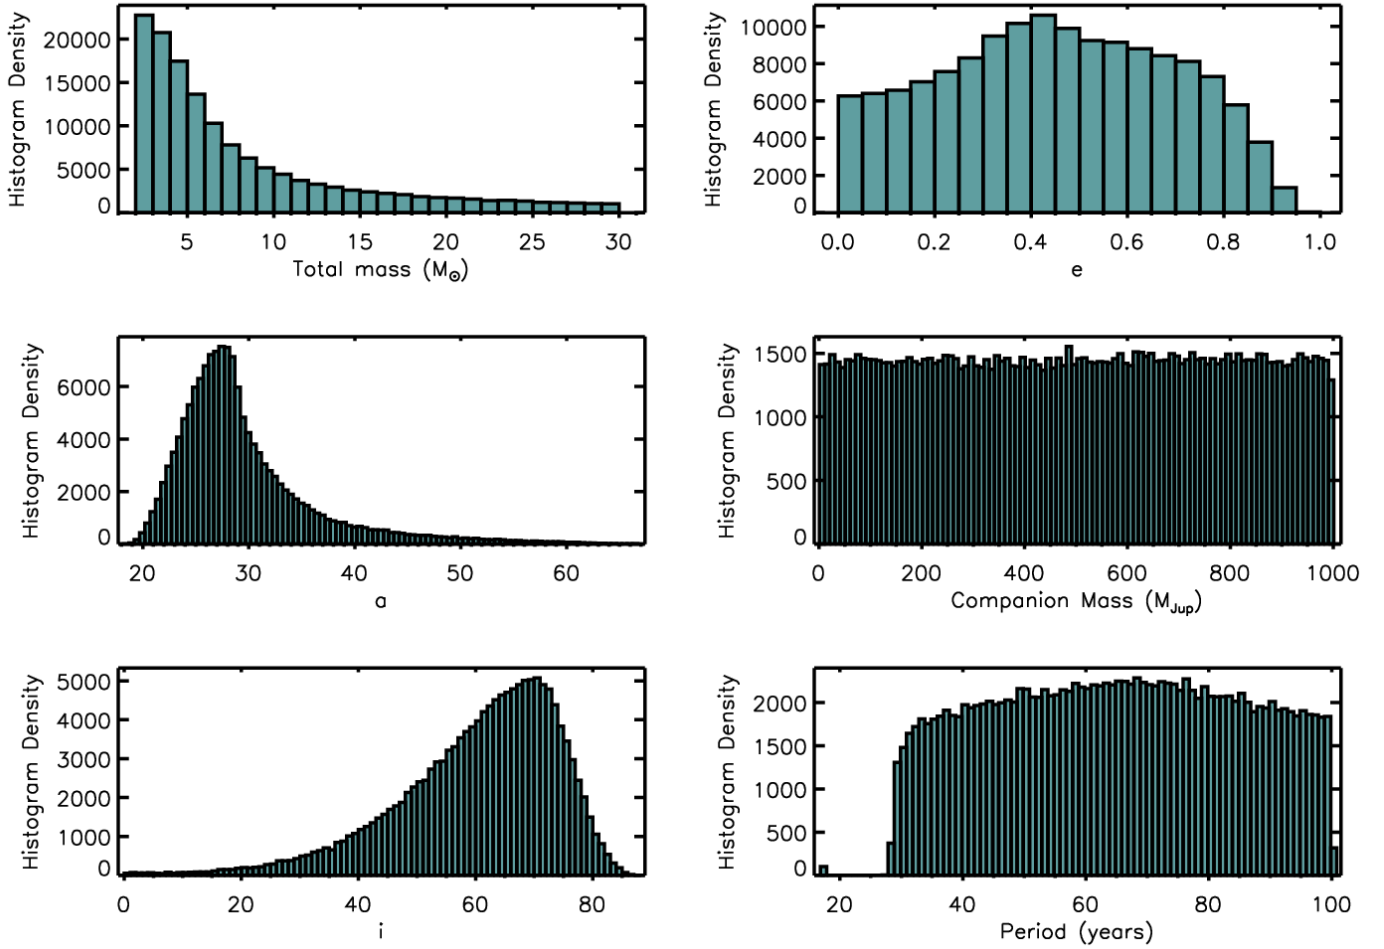 Histogram Density
20000
15000
10000
5000
0
5 10 15 20 25 30
Total mass (M☉)
Histogram Density
10000
8000
6000
4000
2000
0
0.0 0.2 0.4 0.6 0.8 1.0
e
Histogram Density
6000
4000
2000
0
20 30 40 50 60
a
Histogram Density
1500
1000
500
0
0 200 400 600 800 1000
Companion Mass (MJup)
Histogram Density
5000
4000
3000
2000
1000
0
0 20 40 60 80
i
Histogram Density
2000
1500
1000
500
0
20 40 60 80 100
Period (years)